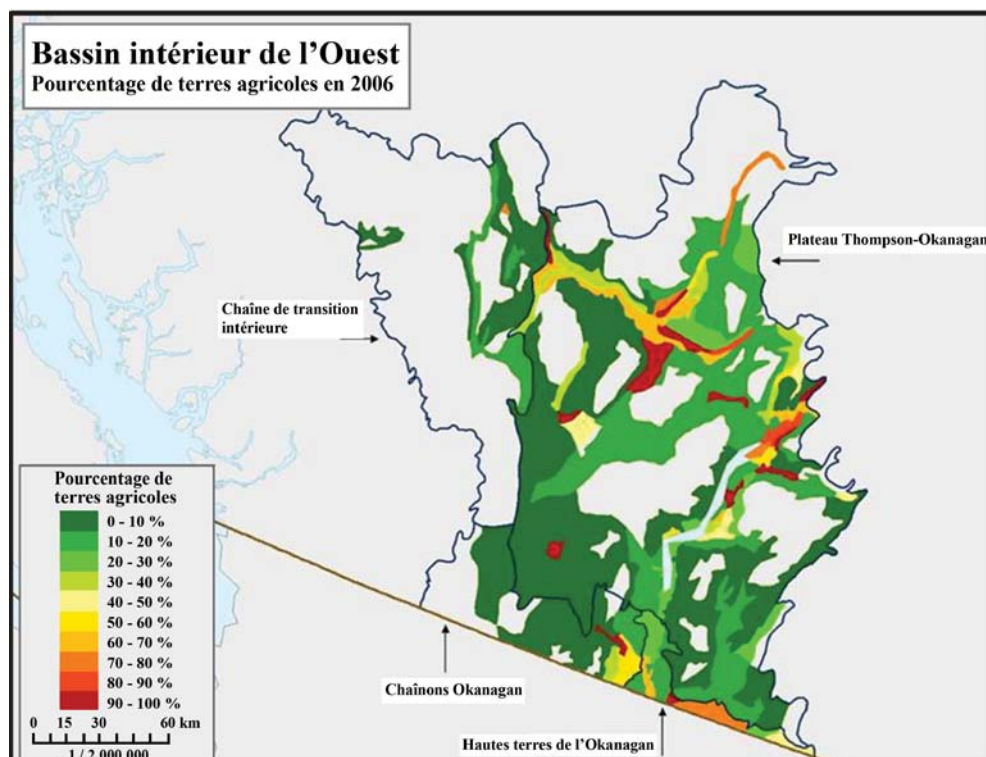 Bassin intérieur de l'Ouest
Pourcentage de terres agricoles en 2006
Plateau Thompson-Okanagan
Chaîne de transition
intérieure
Pourcentage de
terres agricoles
0 - 10 %
10 - 20 %
20 - 30 %
30 - 40 %
40 - 50 %
50 - 60 %
60 - 70 %
70 - 80 %
80 - 90 %
90 - 100 %
0 15 30 60 km
1 / 2 000 000
Chaînons Okanagan
Hautes terres de l'Okanagan